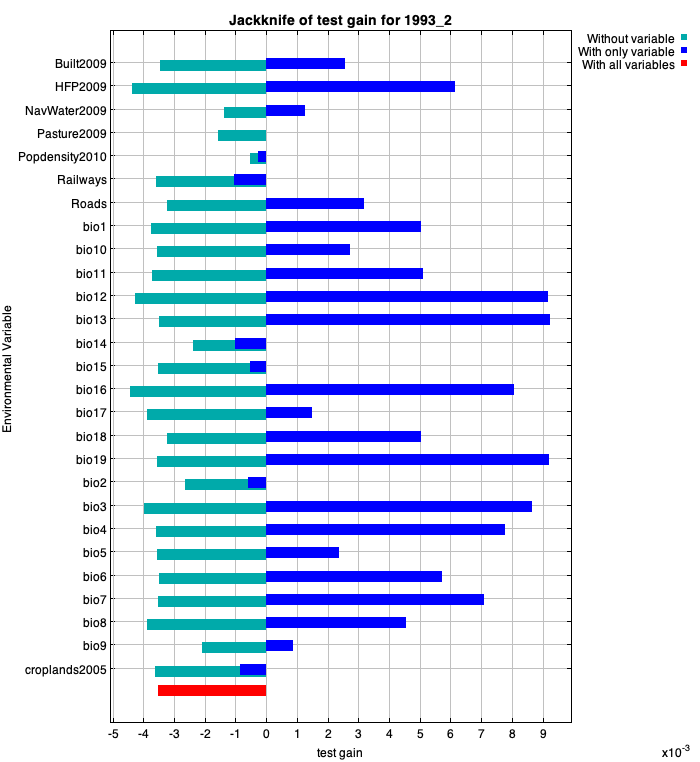 Jackknife of test gain for 1993_2
Without variable
With only variable
With all variables
Built2009
HFP2009
NavWater2009
Pasture2009
Popdensity2010
Railways
Roads
bio1
bio10
bio11
bio12
bio13
bio14
bio15
bio16
bio17
bio18
bio19
bio2
bio3
bio4
bio5
bio6
bio7
bio8
bio9
croplands2005
Environmental Variable
-5 -4 -3 -2 -1 0 1 2 3 4 5 6 7 8 9
test gain
x10⁻³